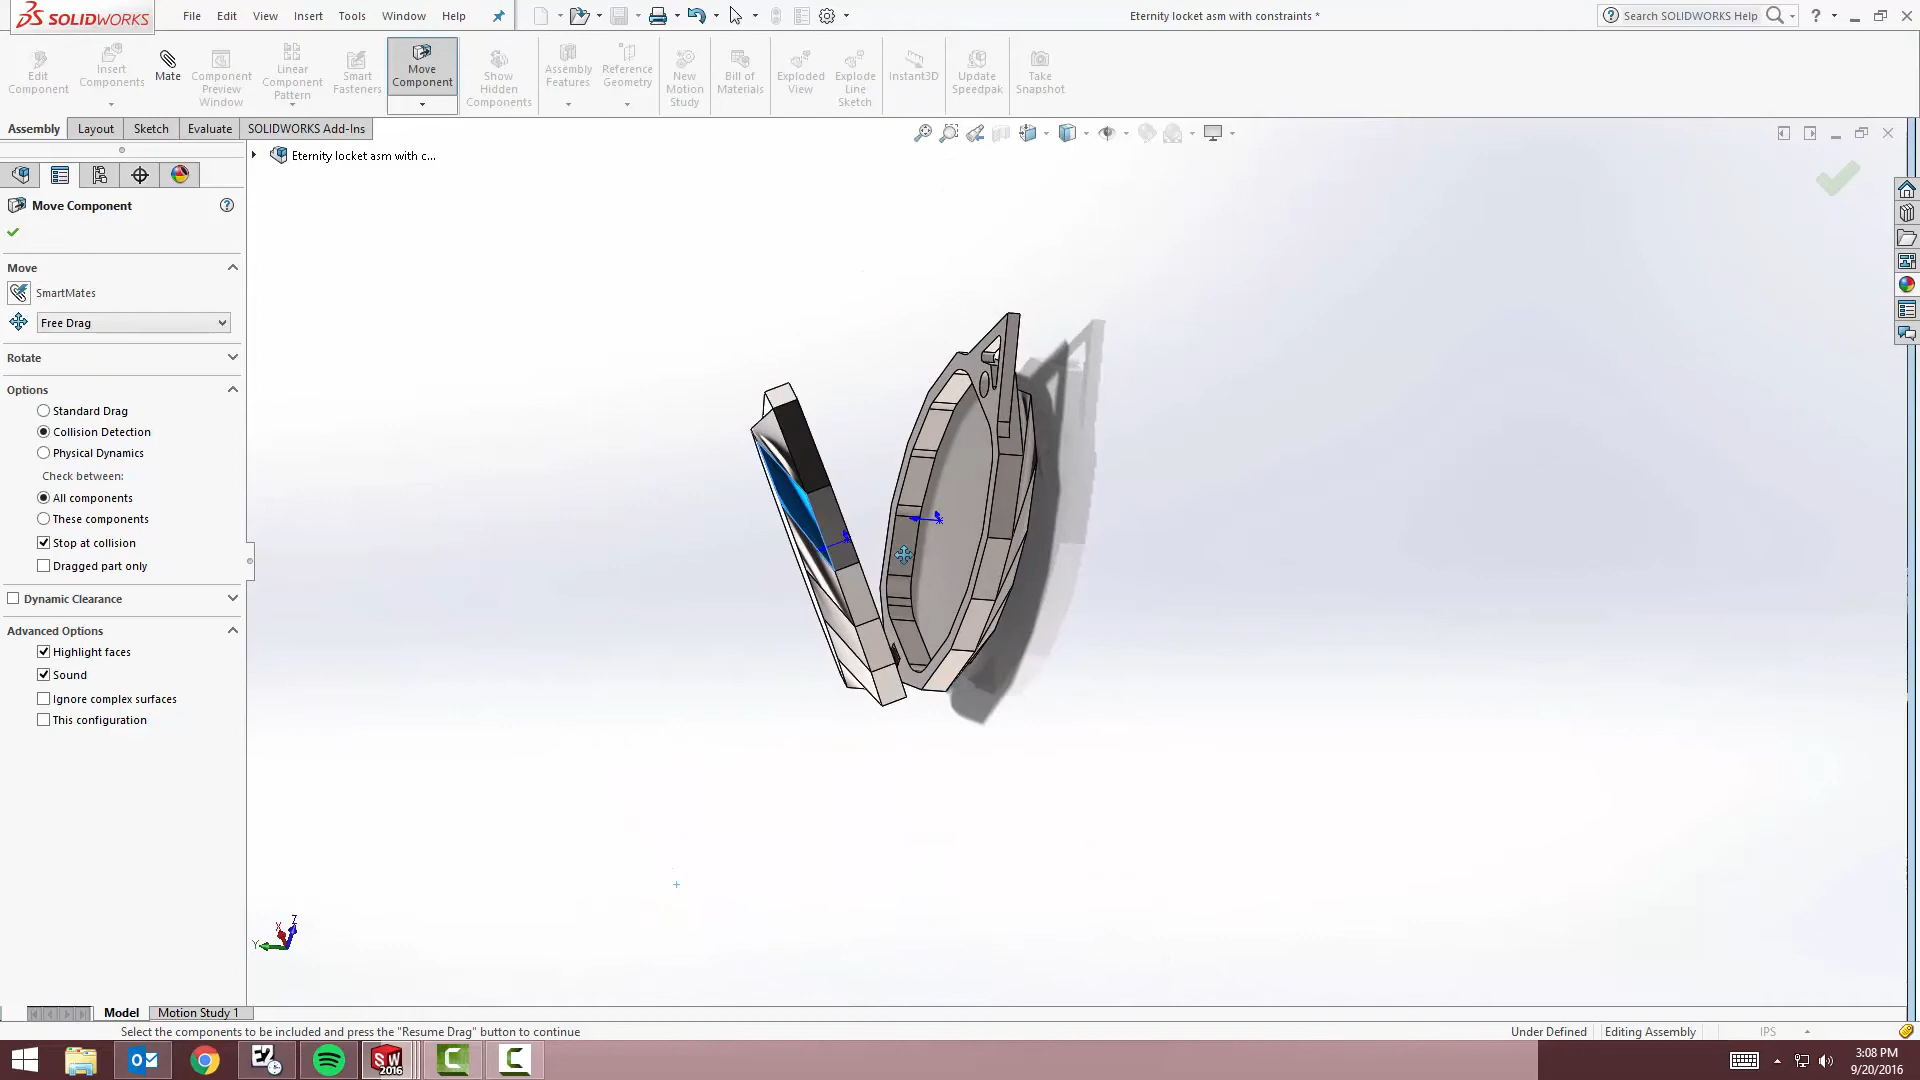 SOLIDWORKS
File Edit View Insert Tools Window Help
Eternity locket asm with constraints *
Search SOLIDWORKS Help
Edit Component
Insert Components
Mate
Component Preview Window
Linear Component Pattern
Smart Fasteners
Move Component
Show Hidden Components
Assembly Features
Reference Geometry
New Motion Study
Bill of Materials
Exploded View
Explode Line Sketch
Instant3D
Update Speedpak
Take Snapshot
Assembly Layout Sketch Evaluate SOLIDWORKS Add-Ins
Eternity locket asm with c...
Move Component
Move
SmartMates
Free Drag
Rotate
Options
Standard Drag
Collision Detection
Physical Dynamics
Check between:
All components
These components
Stop at collision
Dragged part only
Dynamic Clearance
Advanced Options
Highlight faces
Sound
Ignore complex surfaces
This configuration
X Z
Y
Model Motion Study 1
Select the components to be included and press the "Resume Drag" button to continue
Under Defined Editing Assembly IPS
SW 2016
3:08 PM
9/20/2016